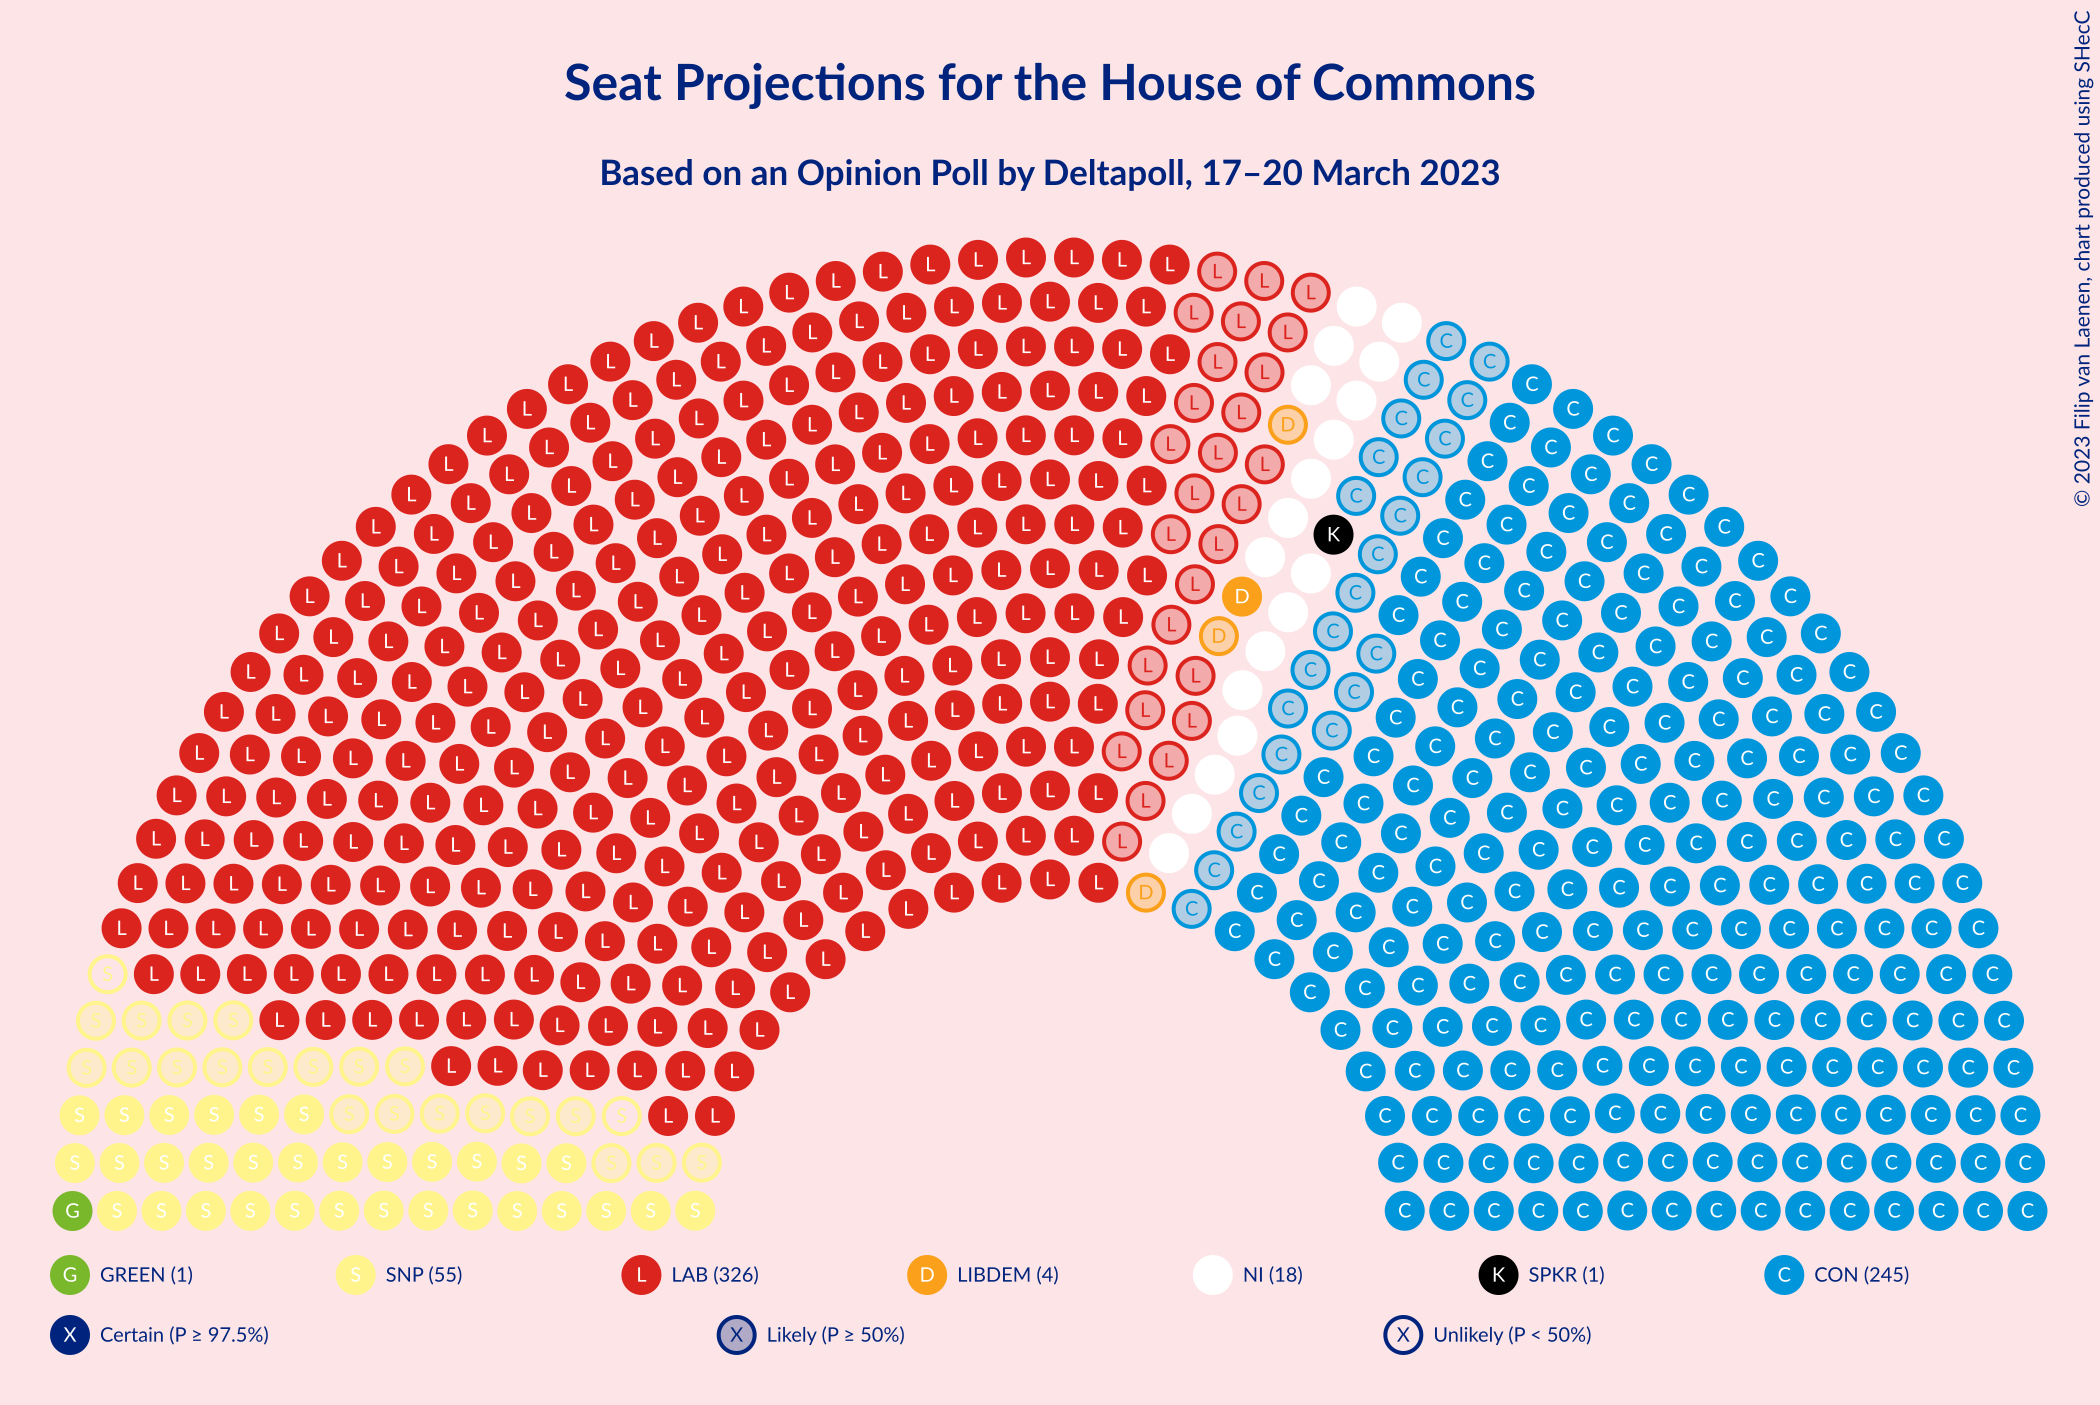 Seat Projections for the House of Commons
Based on an Opinion Poll by Deltapoll, 17–20 March 2023
© 2023 Filip van Laenen, chart produced using SHecC
G GREEN (1) S SNP (55) L LAB (326) D LIBDEM (4) NI (18) K SPKR (1) C CON (245)
X Certain (P ≥ 97.5%) X Likely (P ≥ 50%) X Unlikely (P < 50%)